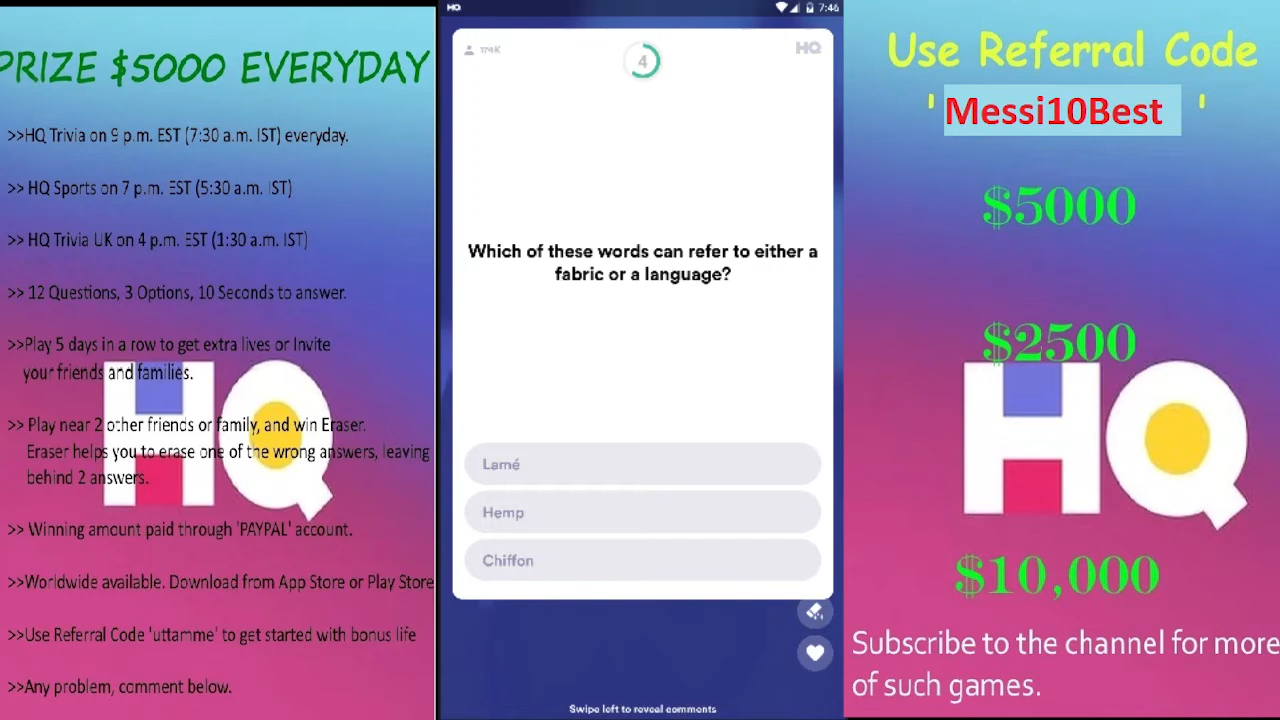 PRIZE $5000 EVERYDAY
>>HQ Trivia on 9 p.m. EST (7:30 a.m. IST) everyday.
>> HQ Sports on 7 p.m. EST (5:30 a.m. IST)
>> HQ Trivia UK on 4 p.m. EST (1:30 a.m. IST)
>> 12 Questions, 3 Options, 10 Seconds to answer.
>>Play 5 days in a row to get extra lives or Invite
your friends and families.
>> Play near 2 other friends or family, and win Eraser.
Eraser helps you to erase one of the wrong answers, leaving
behind 2 answers.
>> Winning amount paid through 'PAYPAL' account.
>>Worldwide available. Download from App Store or Play Store
>>Use Referral Code 'uttamme' to get started with bonus life
>>Any problem, comment below.
HQ
HQ
7:46
174K
4
HQ
Which of these words can refer to either a
fabric or a language?
Lamé
Hemp
Chiffon
Swipe left to reveal comments
Use Referral Code
' Messi10Best '
$5000
$2500
HQ
$10,000
Subscribe to the channel for more
of such games.